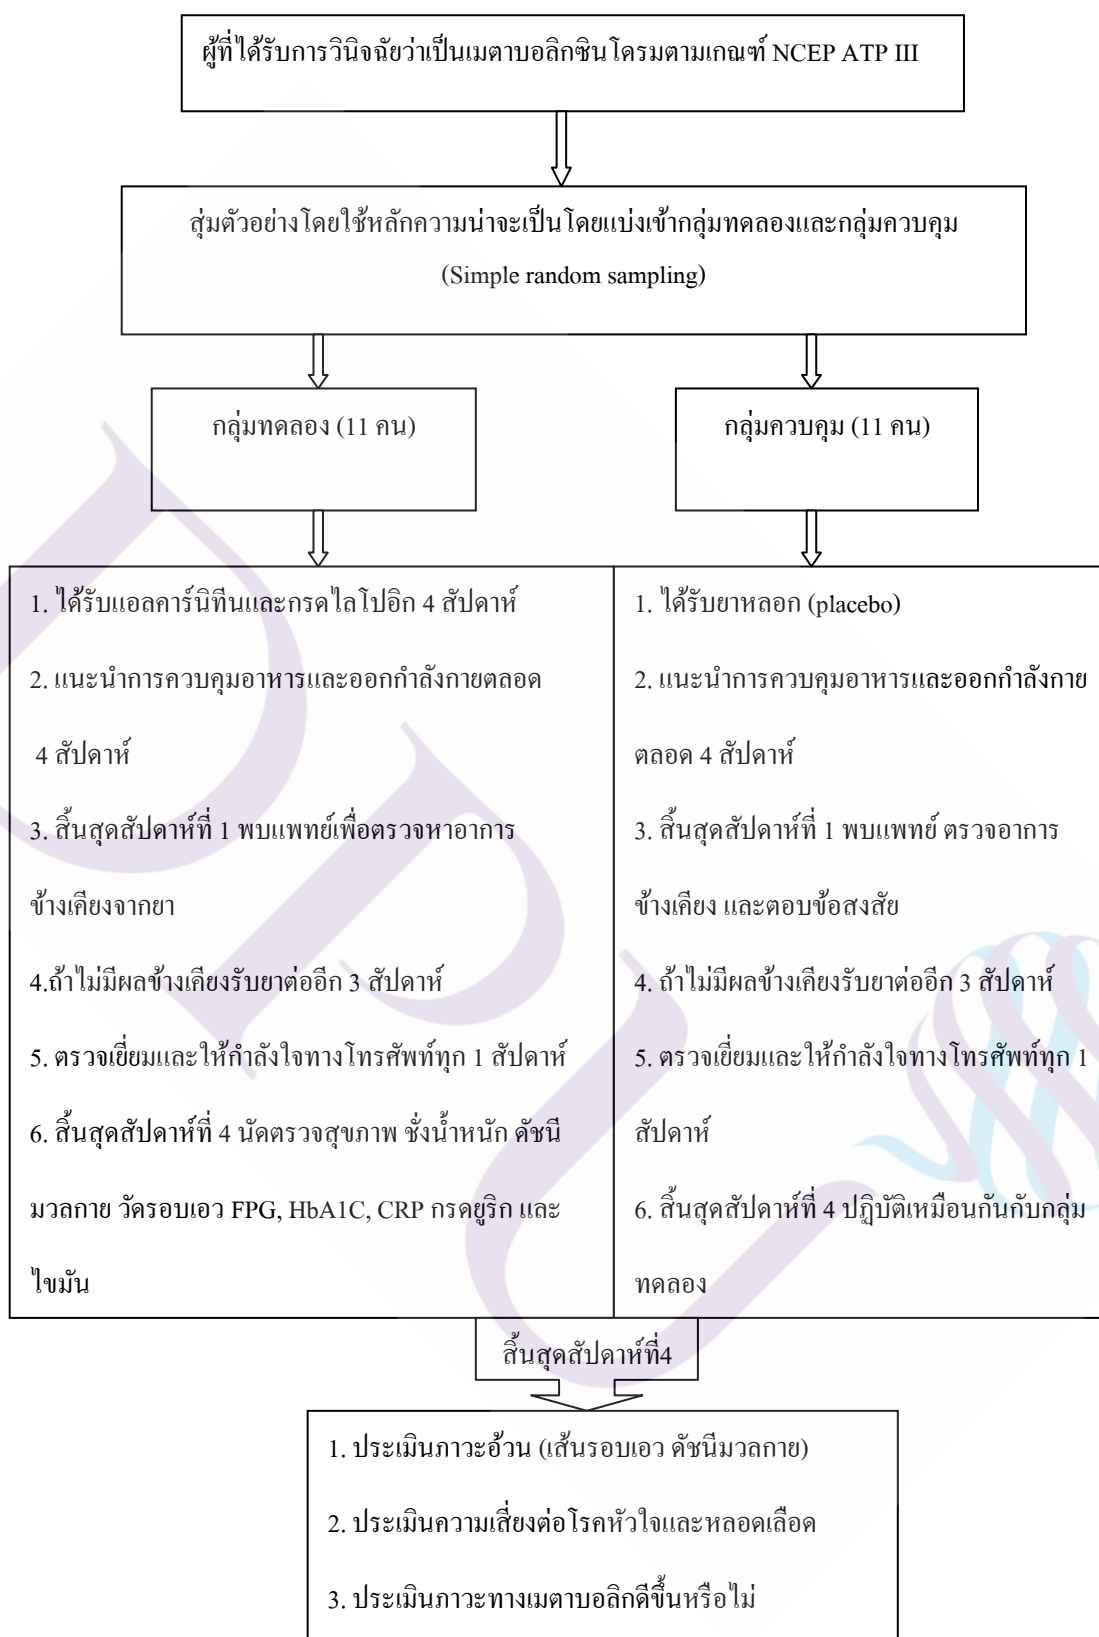 ผู้ที่ได้รับการวินิจฉัยว่าเป็นเมตาบอลิกซินโดรมตามเกณฑ์ NCEP ATP III
สุ่มตัวอย่างโดยใช้หลักความน่าจะเป็นโดยแบ่งเข้ากลุ่มทดลองและกลุ่มควบคุม
(Simple random sampling)
กลุ่มทดลอง (11 คน)
กลุ่มควบคุม (11 คน)
1. ได้รับแอลคาร์นิทีนและกรดไลโปอิก 4 สัปดาห์
2. แนะนำการควบคุมอาหารและออกกำลังกายตลอด
4 สัปดาห์
3. สิ้นสุดสัปดาห์ที่ 1 พบแพทย์เพื่อตรวจหาอาการ
ข้างเคียงจากยา
4.ถ้าไม่มีผลข้างเคียงรับยาต่ออีก 3 สัปดาห์
5. ตรวจเยี่ยมและให้กำลังใจทางโทรศัพท์ทุก 1 สัปดาห์
6. สิ้นสุดสัปดาห์ที่ 4 นัดตรวจสุขภาพ ชั่งน้ำหนัก ดัชนี
มวลกาย วัดรอบเอว FPG, HbA1C, CRP กรดยูริก และ
ไขมัน
1. ได้รับยาหลอก (placebo)
2. แนะนำการควบคุมอาหารและออกกำลังกาย
ตลอด 4 สัปดาห์
3. สิ้นสุดสัปดาห์ที่ 1 พบแพทย์ ตรวจอาการ
ข้างเคียง และตอบข้อสงสัย
4. ถ้าไม่มีผลข้างเคียงรับยาต่ออีก 3 สัปดาห์
5. ตรวจเยี่ยมและให้กำลังใจทางโทรศัพท์ทุก 1
สัปดาห์
6. สิ้นสุดสัปดาห์ที่ 4 ปฏิบัติเหมือนกันกับกลุ่ม
ทดลอง
สิ้นสุดสัปดาห์ที่4
1. ประเมินภาวะอ้วน (เส้นรอบเอว ดัชนีมวลกาย)
2. ประเมินความเสี่ยงต่อโรคหัวใจและหลอดเลือด
3. ประเมินภาวะทางเมตาบอลิกดีขึ้นหรือไม่
DPU